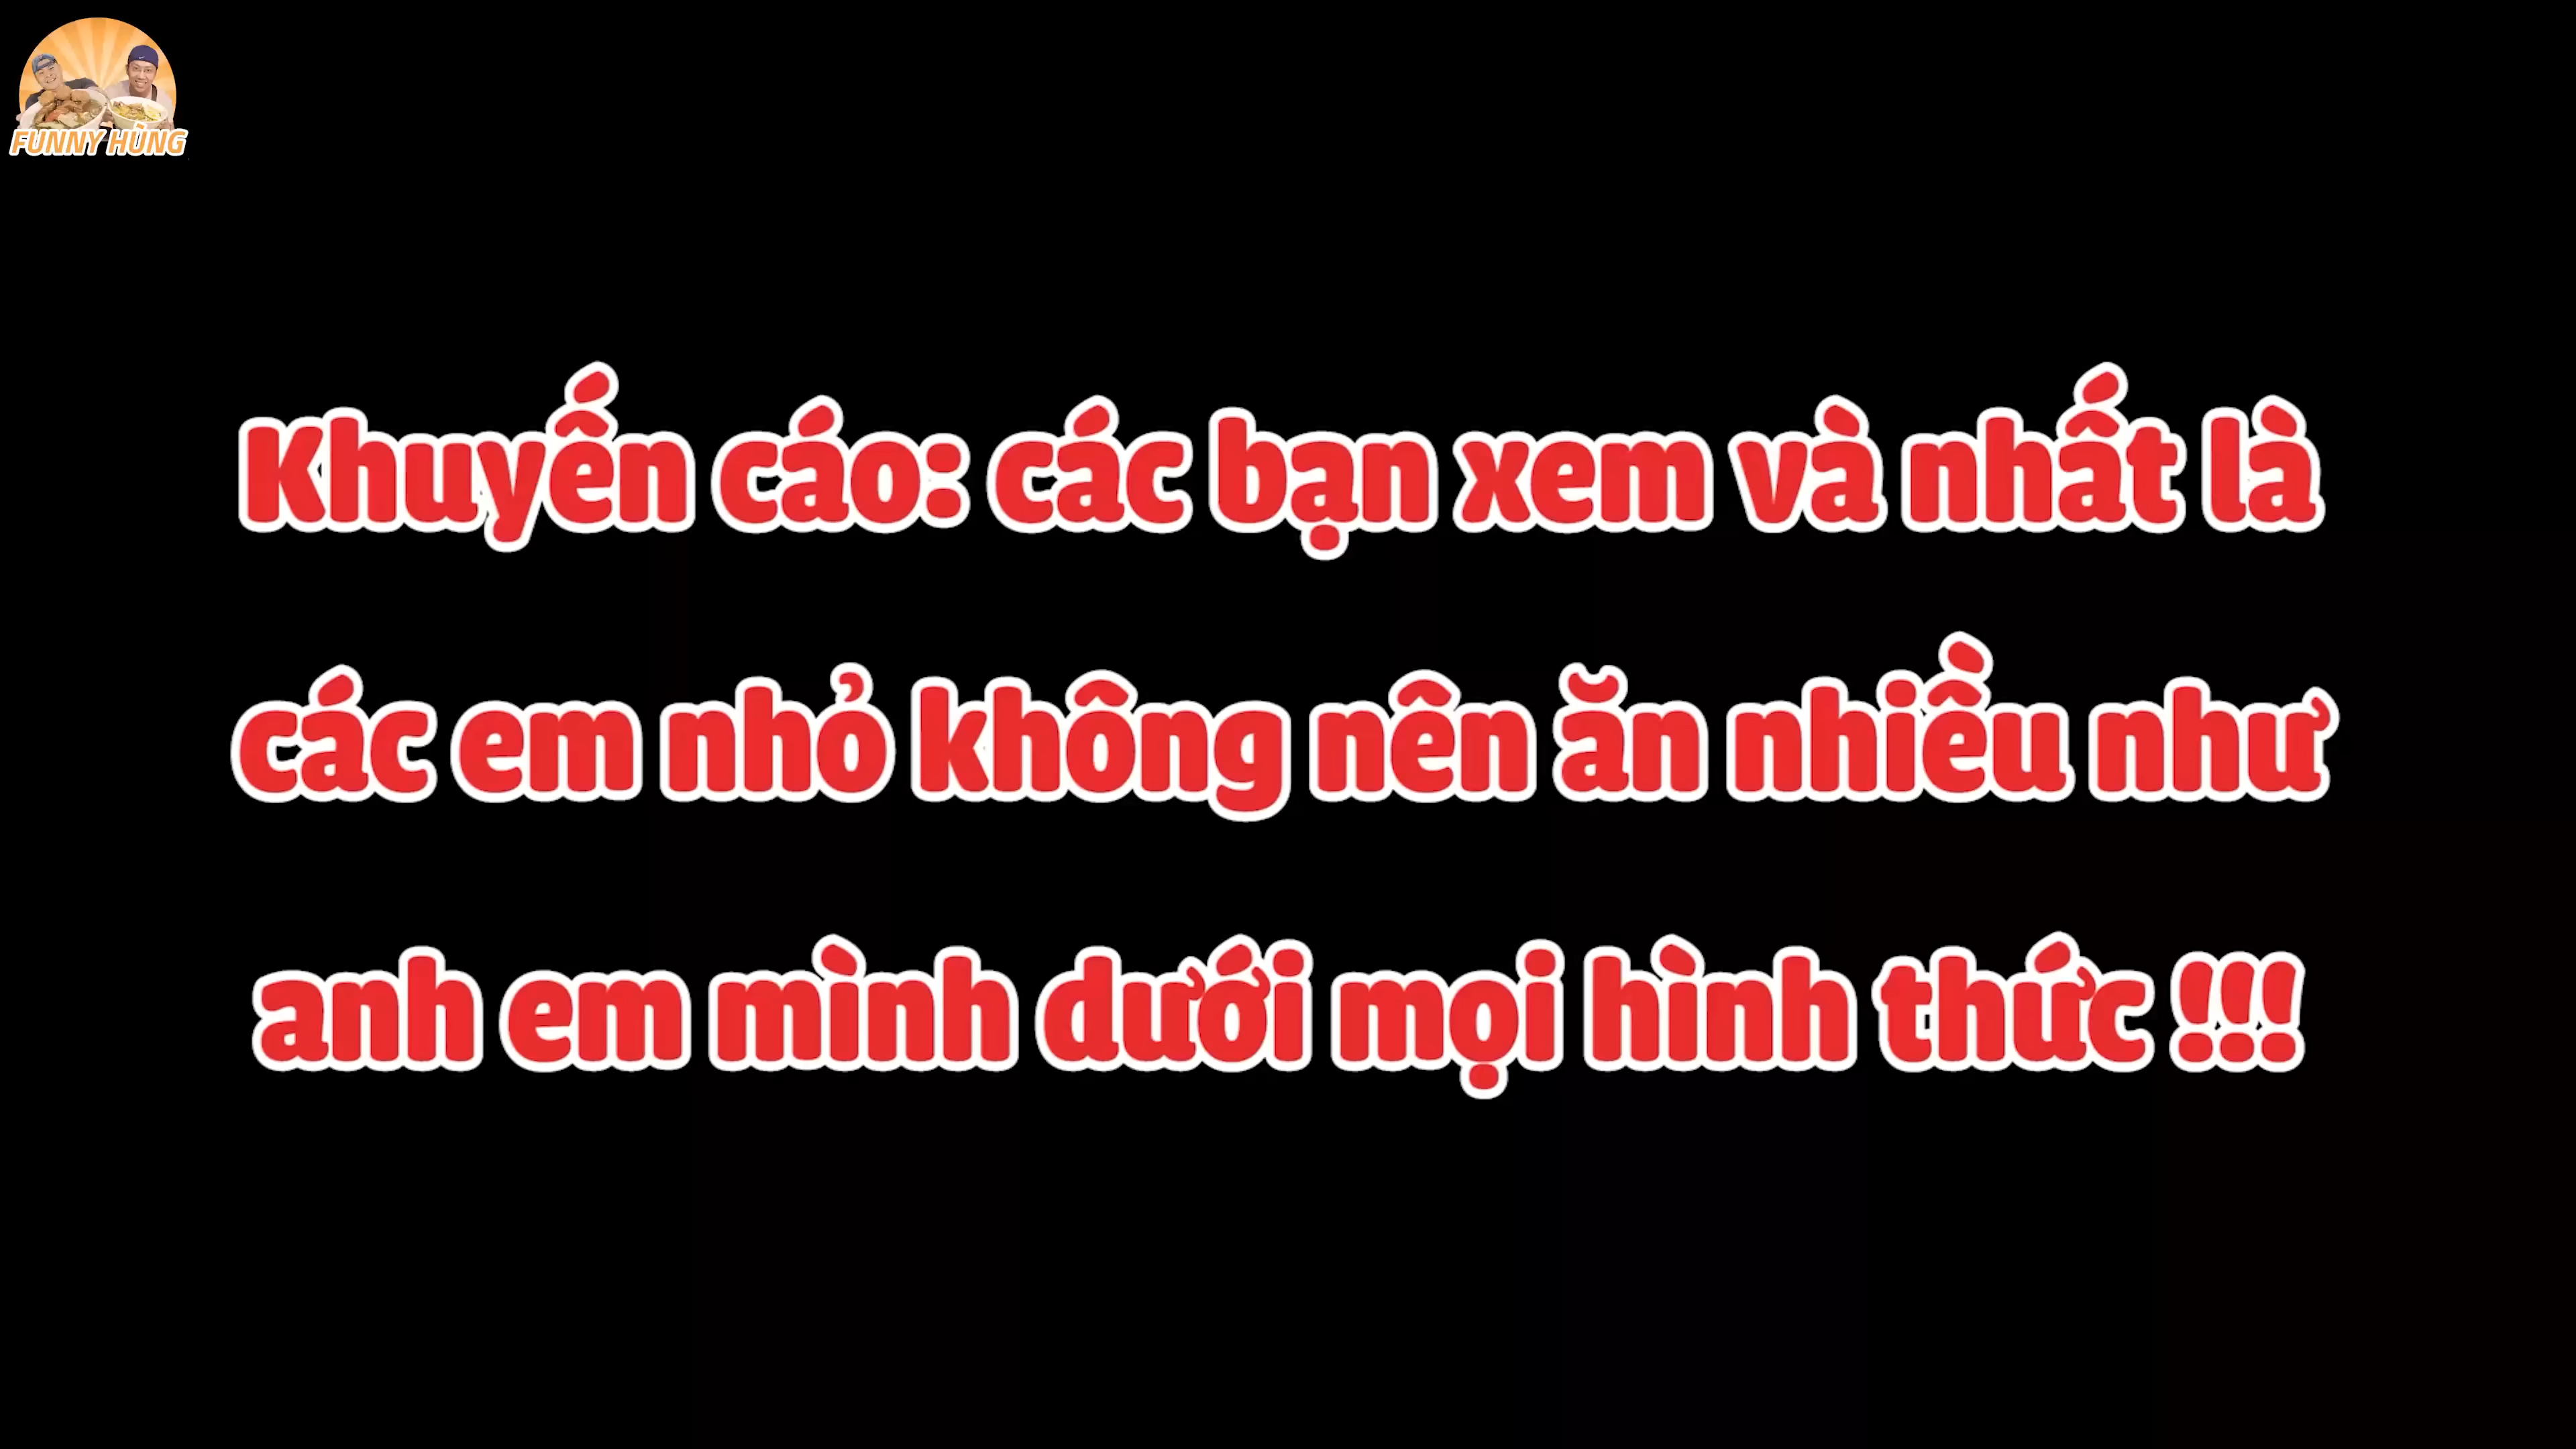 FUNNY HÙNG
Khuyến cáo: các bạn xem và nhất là
các em nhỏ không nên ăn nhiều như
anh em mình dưới mọi hình thức !!!